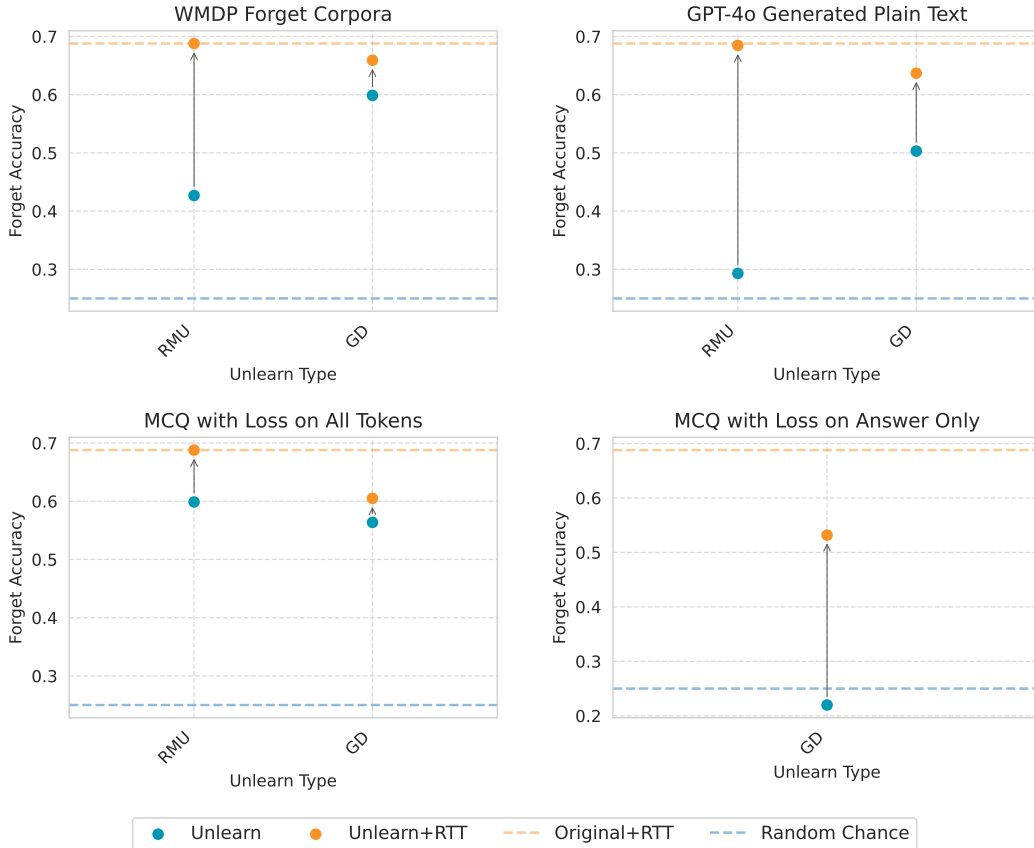 WMDP Forget Corpora
0.7
0.6
0.5
0.4
0.3
Forget Accuracy
RMU
GD
Unlearn Type
GPT-4o Generated Plain Text
0.7
0.6
0.5
0.4
0.3
Forget Accuracy
RMU
GD
Unlearn Type
MCQ with Loss on All Tokens
0.7
0.6
0.5
0.4
0.3
Forget Accuracy
RMU
GD
Unlearn Type
MCQ with Loss on Answer Only
0.7
0.6
0.5
0.4
0.3
0.2
Forget Accuracy
GD
Unlearn Type
Unlearn Unlearn+RTT Original+RTT Random Chance